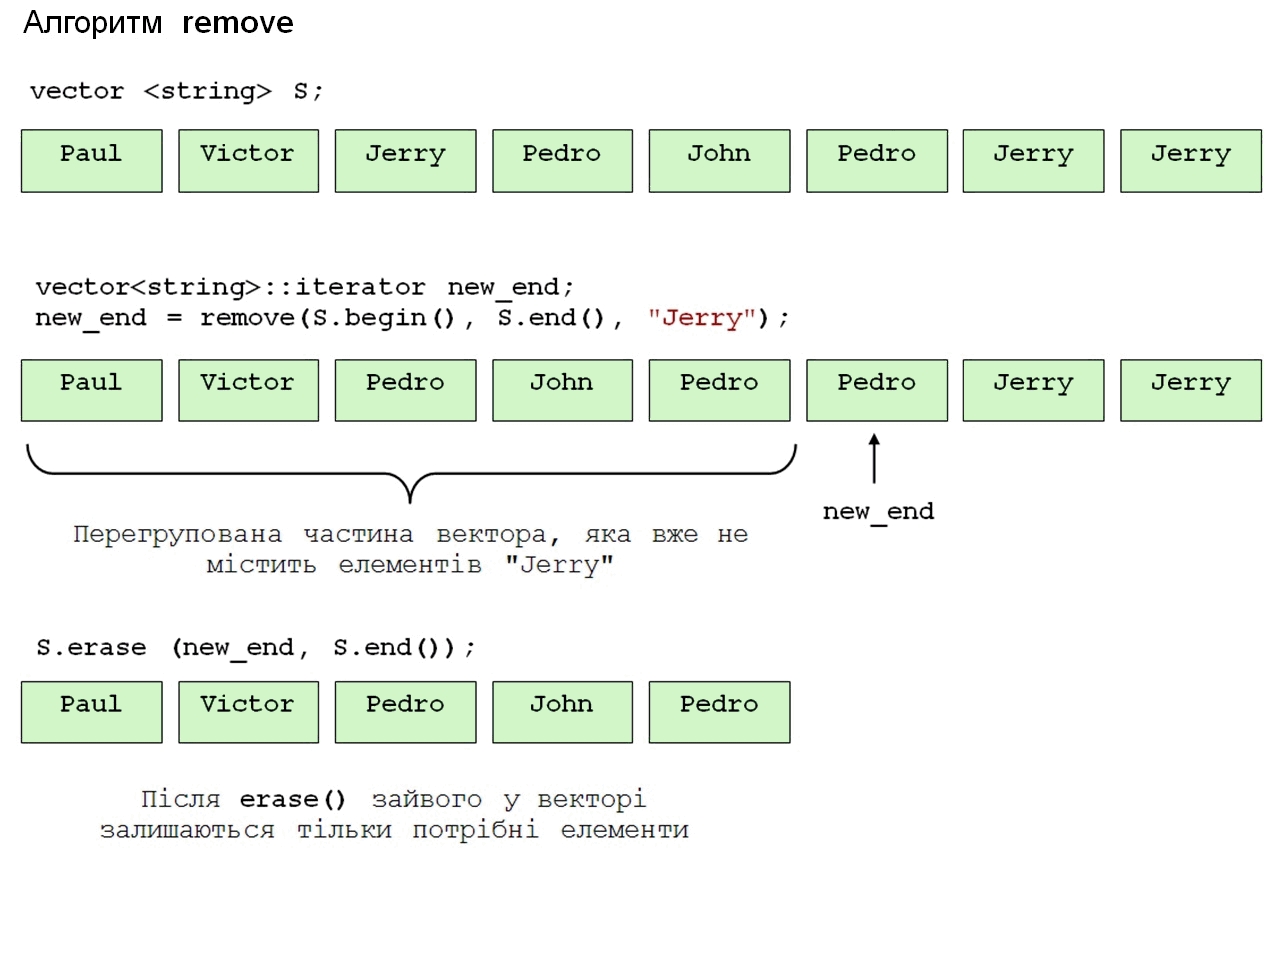 Алгоритм remove
vector <string> S;
Paul Victor Jerry Pedro John Pedro Jerry Jerry
vector<string>::iterator new_end;
new_end = remove(S.begin(), S.end(), "Jerry");
Paul Victor Pedro John Pedro Pedro Jerry Jerry
new_end
Перегрупована частина вектора, яка вже не
містить елементів "Jerry"
S.erase (new_end, S.end());
Paul Victor Pedro John Pedro
Після erase() зайвого у векторі
залишаються тільки потрібні елементи